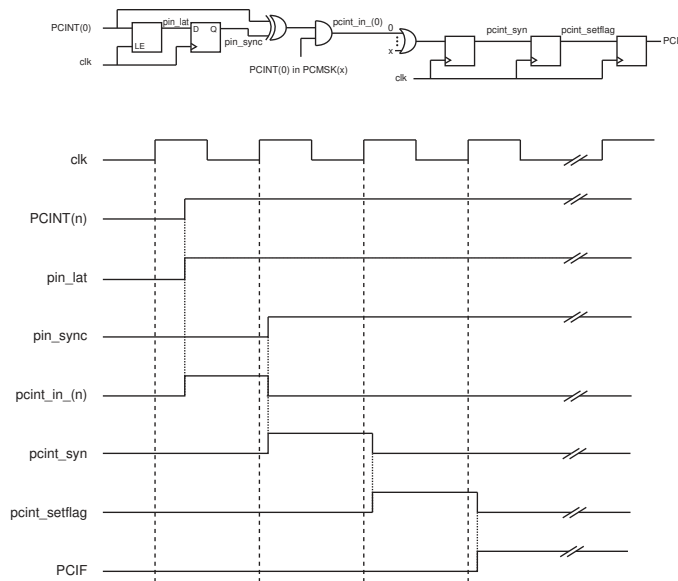 PCINT(0)
pin_lat
D Q
LE
pin_sync
clk
PCINT(0) in PCMSK(x)
pcint_in_(0)
0
x
clk
pcint_syn
pcint_setflag
clk
PCINT(n)
pin_lat
pin_sync
pcint_in_(n)
pcint_syn
pcint_setflag
PCIF